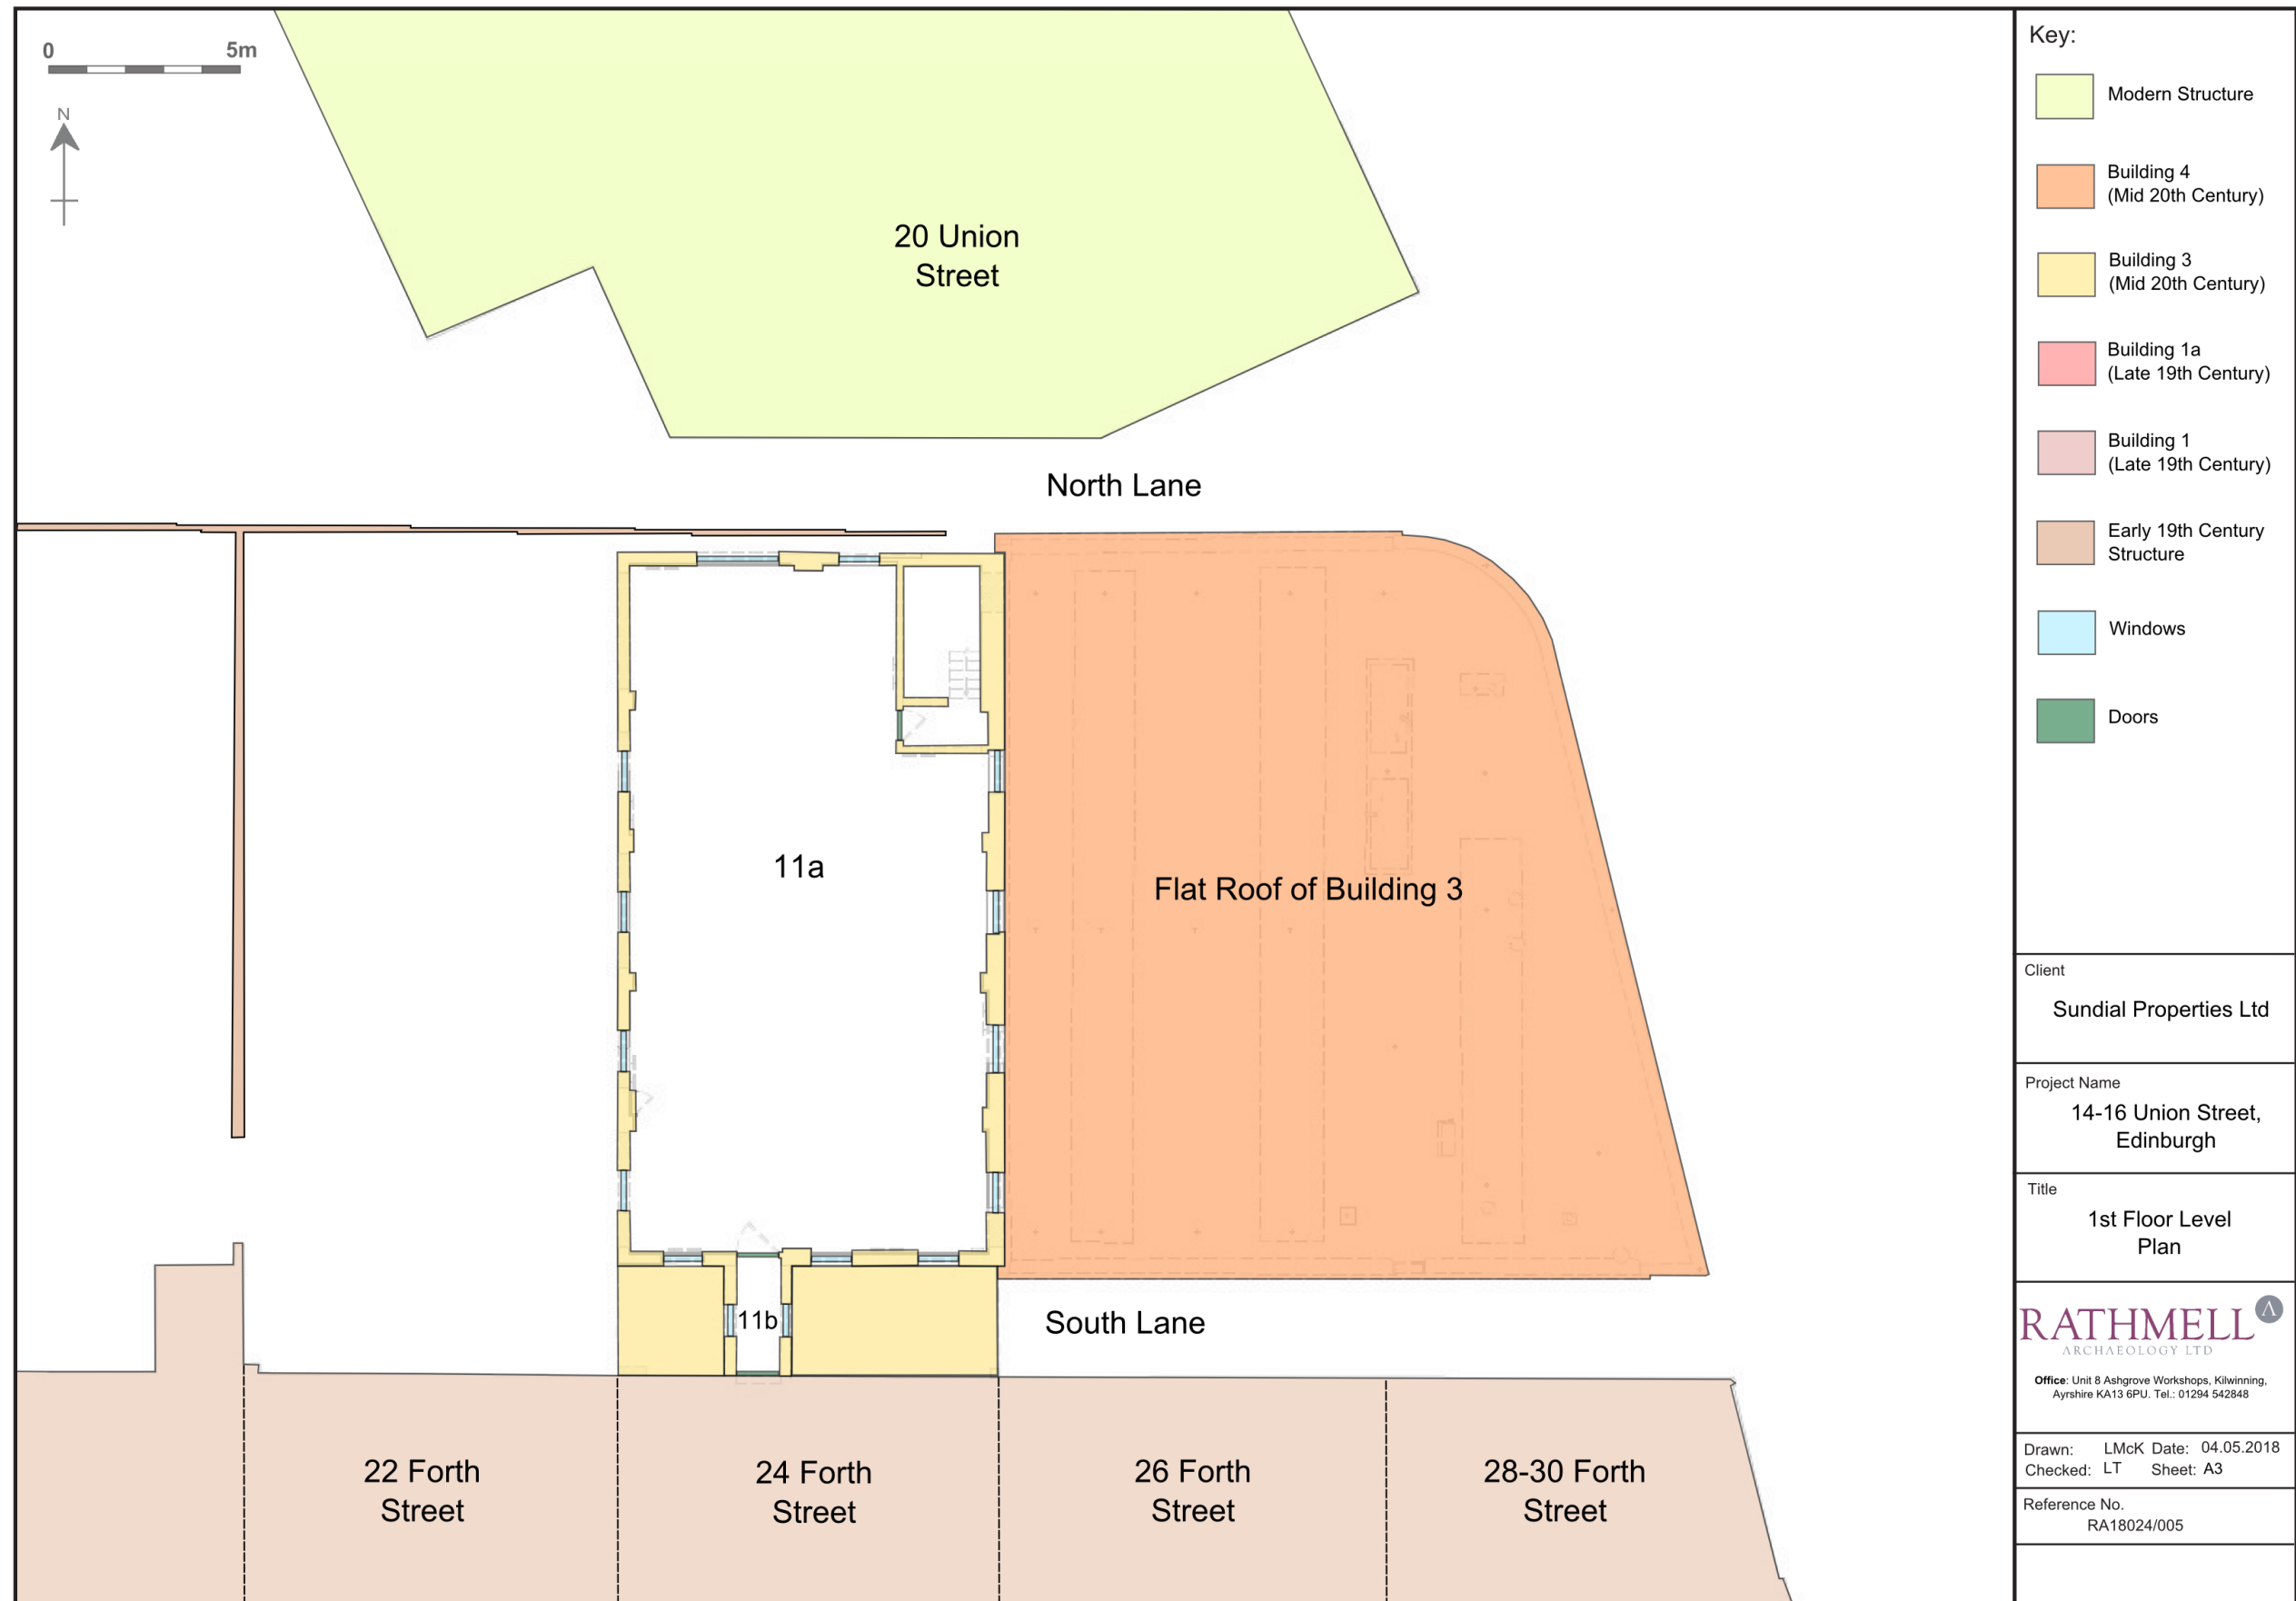 0 5m
N
20 Union
Street
North Lane
11a
Flat Roof of Building 3
11b
South Lane
22 Forth
Street
24 Forth
Street
26 Forth
Street
28-30 Forth
Street
Key:
Modern Structure
Building 4
(Mid 20th Century)
Building 3
(Mid 20th Century)
Building 1a
(Late 19th Century)
Building 1
(Late 19th Century)
Early 19th Century
Structure
Windows
Doors
Client
Sundial Properties Ltd
Project Name
14-16 Union Street,
Edinburgh
Title
1st Floor Level
Plan
RATHMELL
ARCHAEOLOGY LTD
Office: Unit 8 Ashgrove Workshops, Kilwinning,
Ayrshire KA13 6PU. Tel.: 01294 542848
Drawn: LMcK Date: 04.05.2018
Checked: LT Sheet: A3
Reference No.
RA18024/005